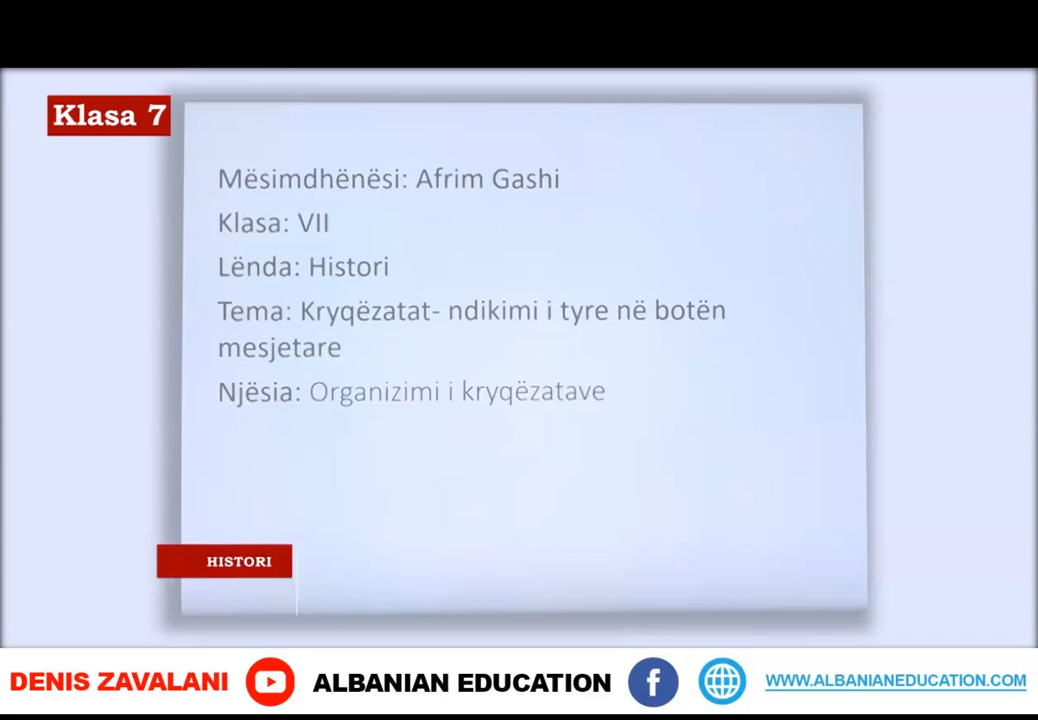 Klasa 7
Mësimdhënësi: Afrim Gashi
Klasa: VII
Lënda: Histori
Tema: Kryqëzatat- ndikimi i tyre në botën
mesjetare
Njësia: Organizimi i kryqëzatave
HISTORI
DENIS ZAVALANI
ALBANIAN EDUCATION
WWW.ALBANIANEDUCATION.COM